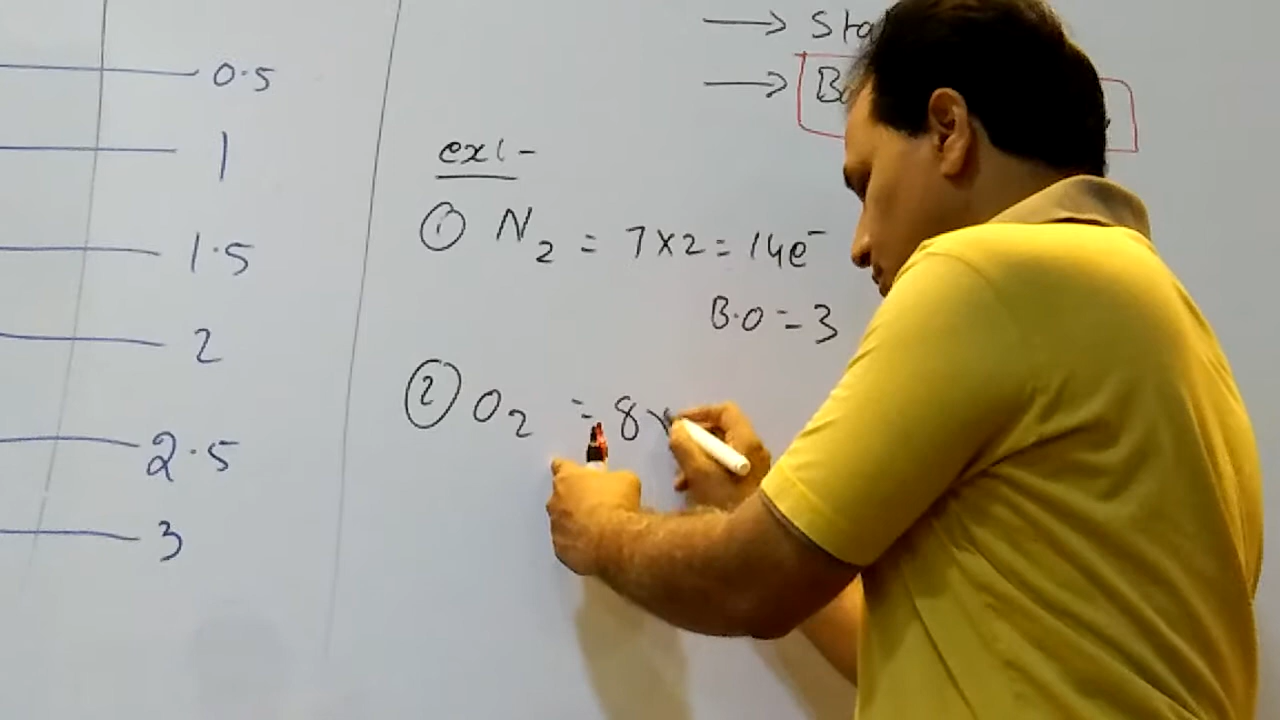 0.5
1
1.5
2
2.5
3
→ Sta
→ B
ex:-
① N2 = 7×2 = 14e-
B.O = 3
② O2 = 8×